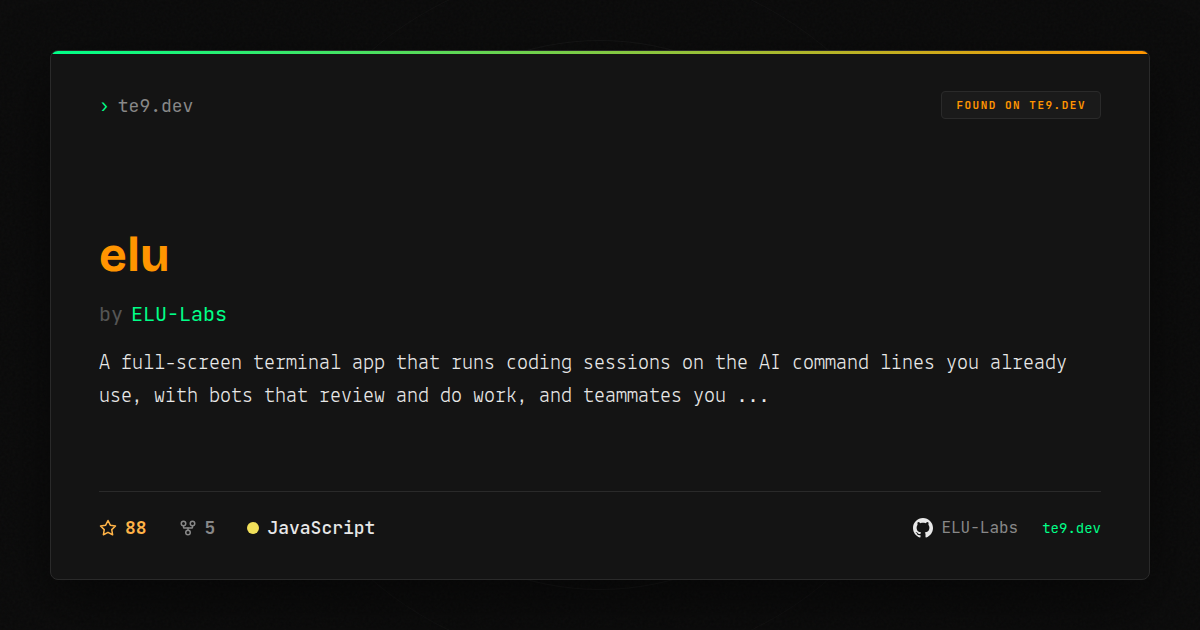 › te9.dev
FOUND ON TE9.DEV
elu
by ELU-Labs
A full-screen terminal app that runs coding sessions on the AI command lines you already
use, with bots that review and do work, and teammates you ...
88 5 JavaScript
ELU-Labs te9.dev